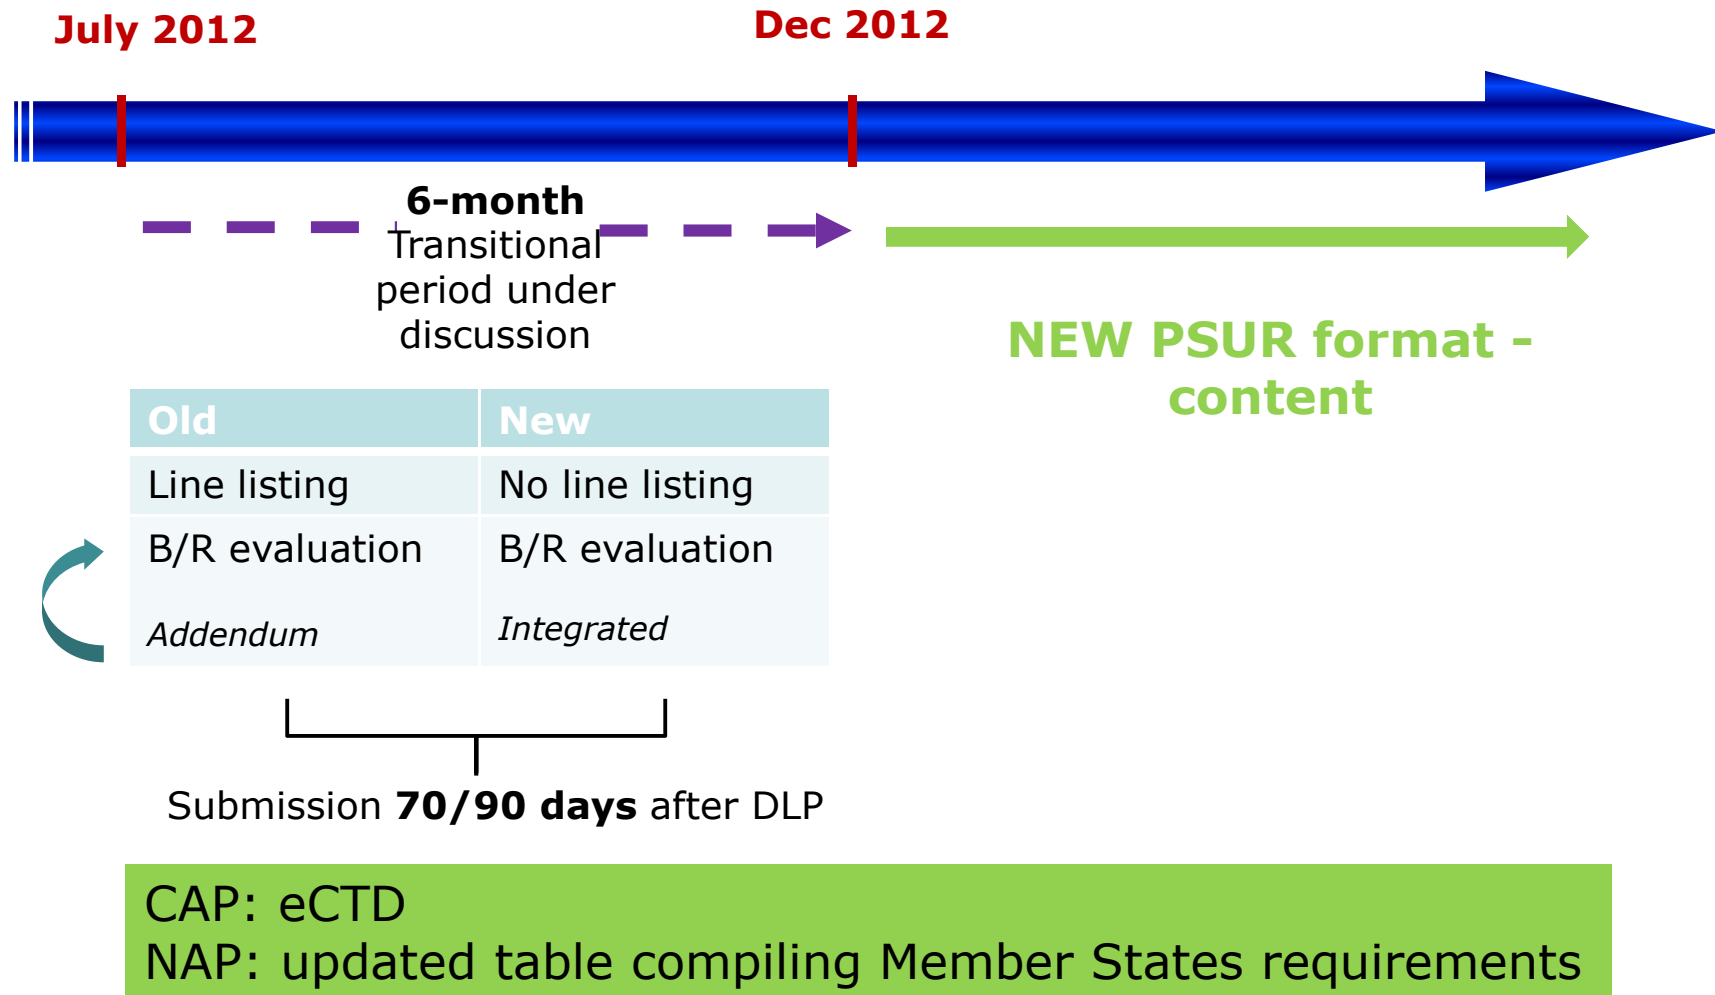 July 2012
Dec 2012
6-month
Transitional
period under
discussion
NEW PSUR format -
content
Old
New
Line listing
No line listing
B/R evaluation
B/R evaluation
Addendum
Integrated
Submission 70/90 days after DLP
CAP: eCTD
NAP: updated table compiling Member States requirements